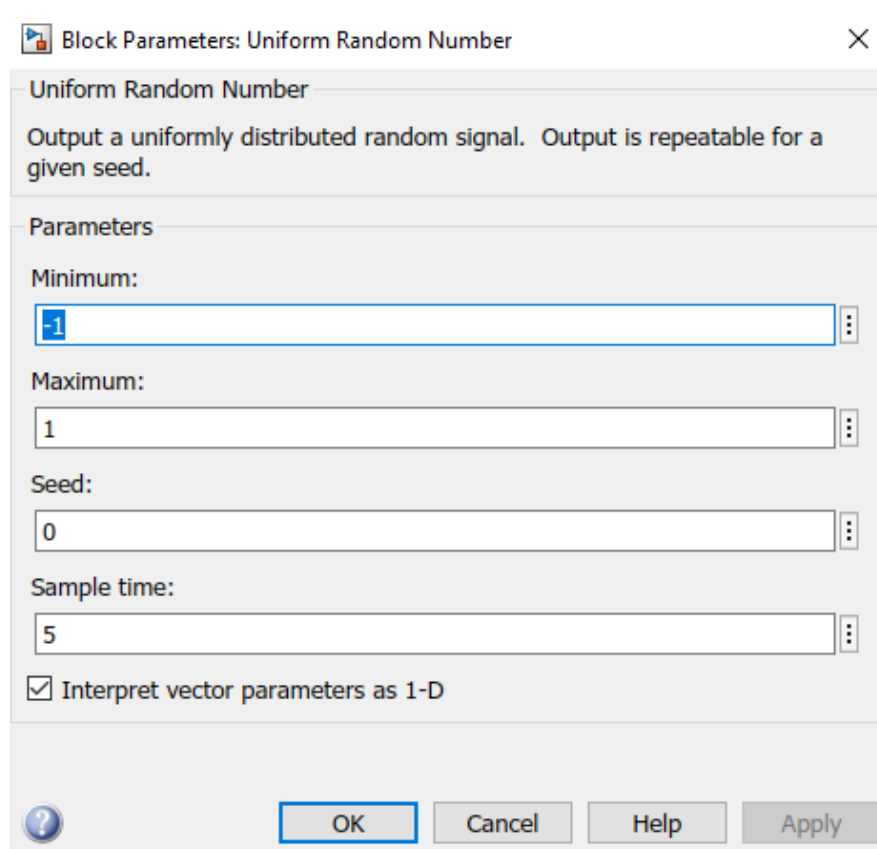 Block Parameters: Uniform Random Number
Uniform Random Number
Output a uniformly distributed random signal.  Output is repeatable for a
given seed.
Parameters
Minimum:
-1
Maximum:
1
Seed:
0
Sample time:
5
Interpret vector parameters as 1-D
OK
Cancel
Help
Apply